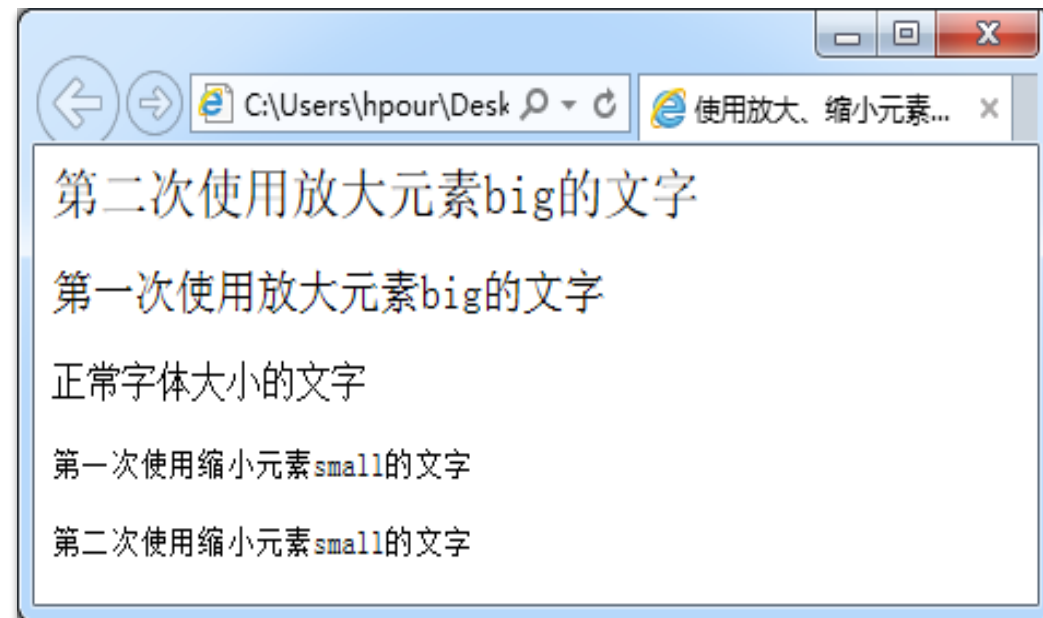 C:\Users\hpour\Desk
使用放大、缩小元素...
第二次使用放大元素big的文字
第一次使用放大元素big的文字
正常字体大小的文字
第一次使用缩小元素small的文字
第二次使用缩小元素small的文字